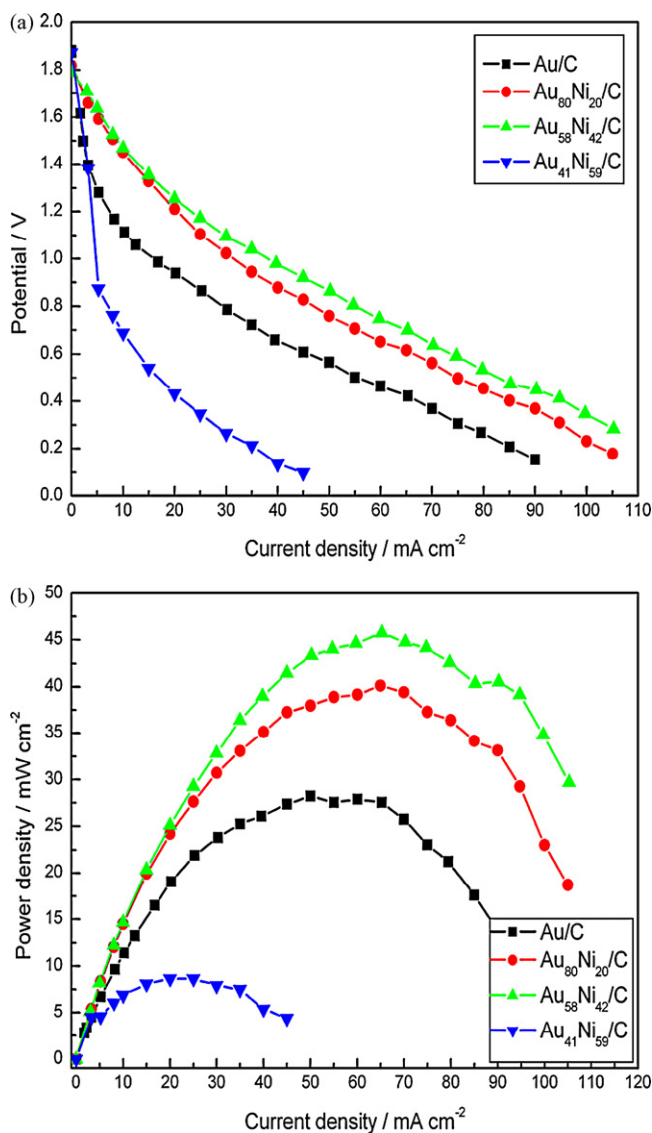 (a)
2.0
1.8
1.6
1.4
1.2
1.0
0.8
0.6
0.4
0.2
0.0
Potential / V
Au/C
Au₈₀Ni₂₀/C
Au₅₈Ni₄₂/C
Au₄₁Ni₅₉/C
0 10 20 30 40 50 60 70 80 90 100 110
Current density / mA cm⁻²
(b)
50
45
40
35
30
25
20
15
10
5
0
Power density / mW cm⁻²
Au/C
Au₈₀Ni₂₀/C
Au₅₈Ni₄₂/C
Au₄₁Ni₅₉/C
0 10 20 30 40 50 60 70 80 90 100 110 120
Current density / mA cm⁻²